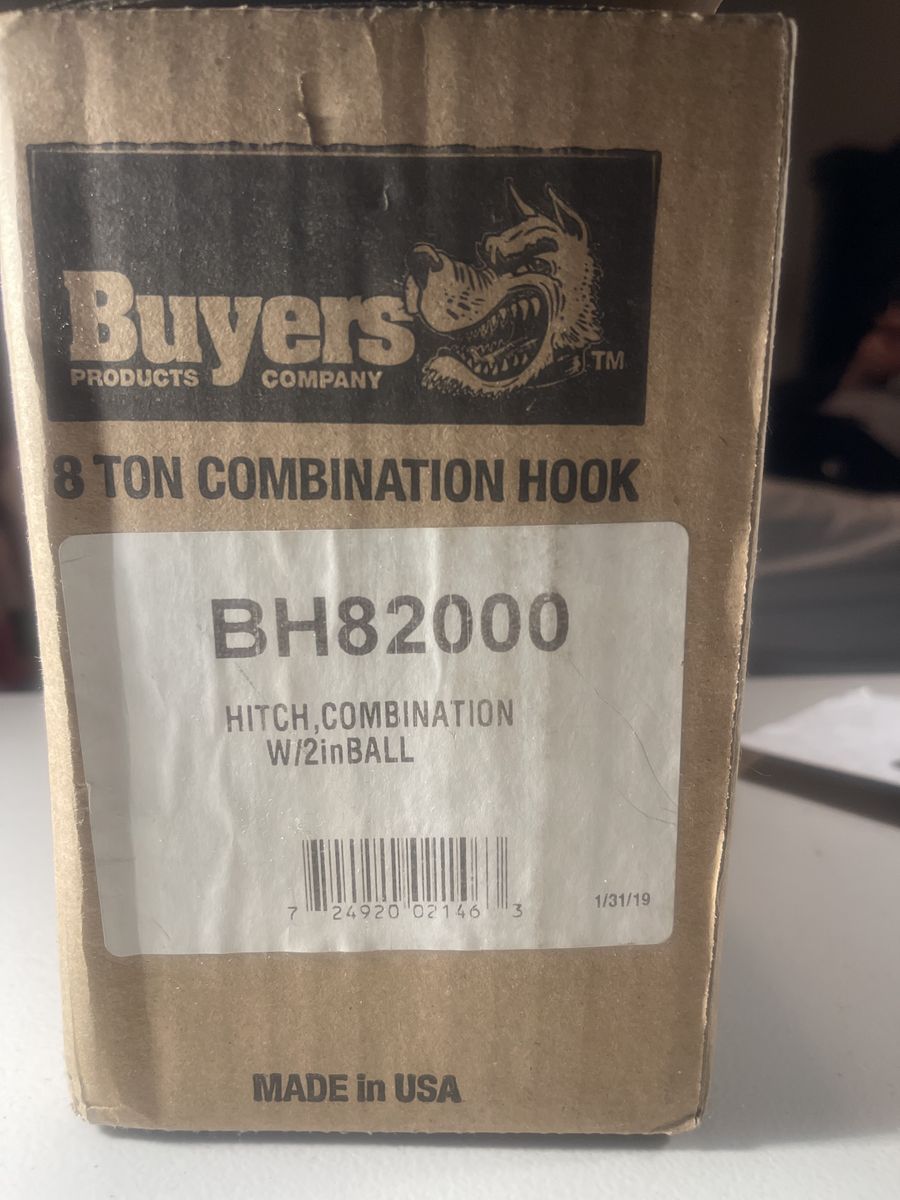 Buyers
PRODUCTS COMPANY
TM
8 TON COMBINATION HOOK
BH82000
HITCH,COMBINATION
W/2inBALL
7 24920 02146 3
1/31/19
MADE in USA